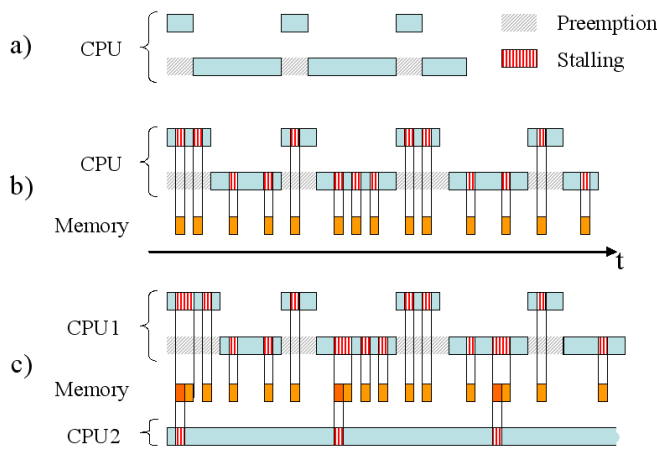 Preemption
a)
CPU
Stalling
CPU
b)
Memory
t
CPU1
c)
Memory
CPU2